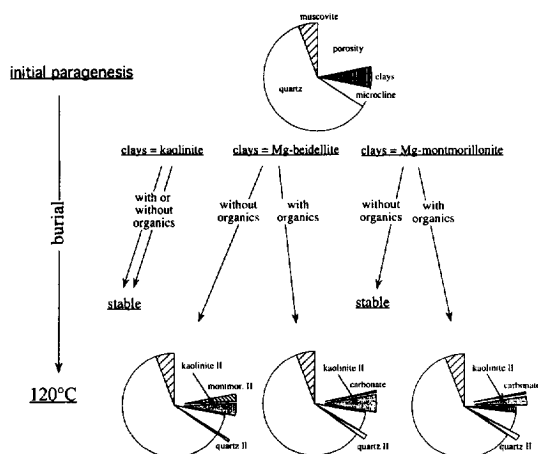 muscovite
initial paragenesis
porosity
clays
quartz
microcline
clays = kaolinite
clays = Mg-beidellite
clays = Mg-montmorillonite
with or
without
organics
without
organics
with
organics
without
organics
with
organics
burial
stable
stable
kaolinite II
montmor. II
quartz II
kaolinite II
carbonate
quartz II
kaolinite II
carbonate
quartz II
120°C